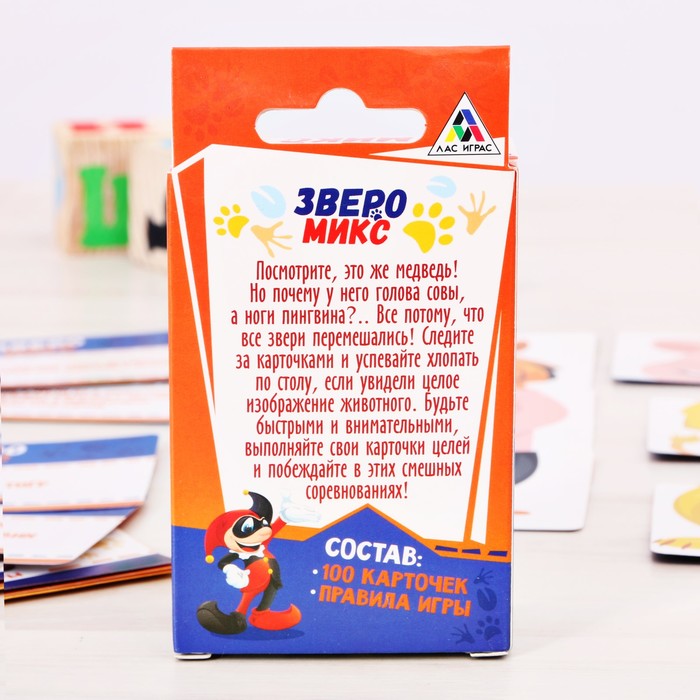 ЛАС ИГРАС
ЗВЕРО
МИКС
Посмотрите, это же медведь!
Но почему у него голова совы,
а ноги пингвина?.. Все потому, что
все звери перемешались! Следите
за карточками и успевайте хлопать
по столу, если увидели целое
изображение животного. Будьте
быстрыми и внимательными,
выполняйте свои карточки целей
и побеждайте в этих смешных
соревнованиях!
СОСТАВ:
· 100 КАРТОЧЕК
· ПРАВИЛА ИГРЫ